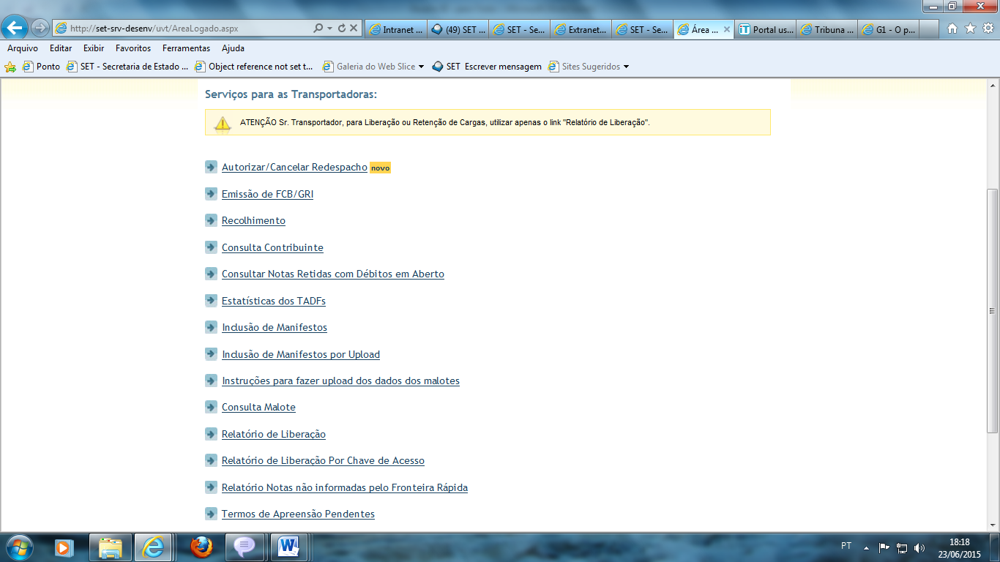 http://set-srv-desenv/uvt/AreaLogado.aspx
Intranet ...
(49) SET ...
SET - Se...
Extranet...
SET - Se...
Área ...
Portal us...
Tribuna ...
G1 - O p...
Arquivo Editar Exibir Favoritos Ferramentas Ajuda
Ponto
SET - Secretaria de Estado ...
Object reference not set t...
Galeria do Web Slice
SET Escrever mensagem
Sites Sugeridos
Serviços para as Transportadoras:
ATENÇÃO Sr. Transportador, para Liberação ou Retenção de Cargas, utilizar apenas o link "Relatório de Liberação".
Autorizar/Cancelar Redespacho novo
Emissão de FCB/GRI
Recolhimento
Consulta Contribuinte
Consultar Notas Retidas com Débitos em Aberto
Estatísticas dos TADFs
Inclusão de Manifestos
Inclusão de Manifestos por Upload
Instruções para fazer upload dos dados dos malotes
Consulta Malote
Relatório de Liberação
Relatório de Liberação Por Chave de Acesso
Relatório Notas não informadas pelo Fronteira Rápida
Termos de Apreensão Pendentes
PT
18:18
23/06/2015